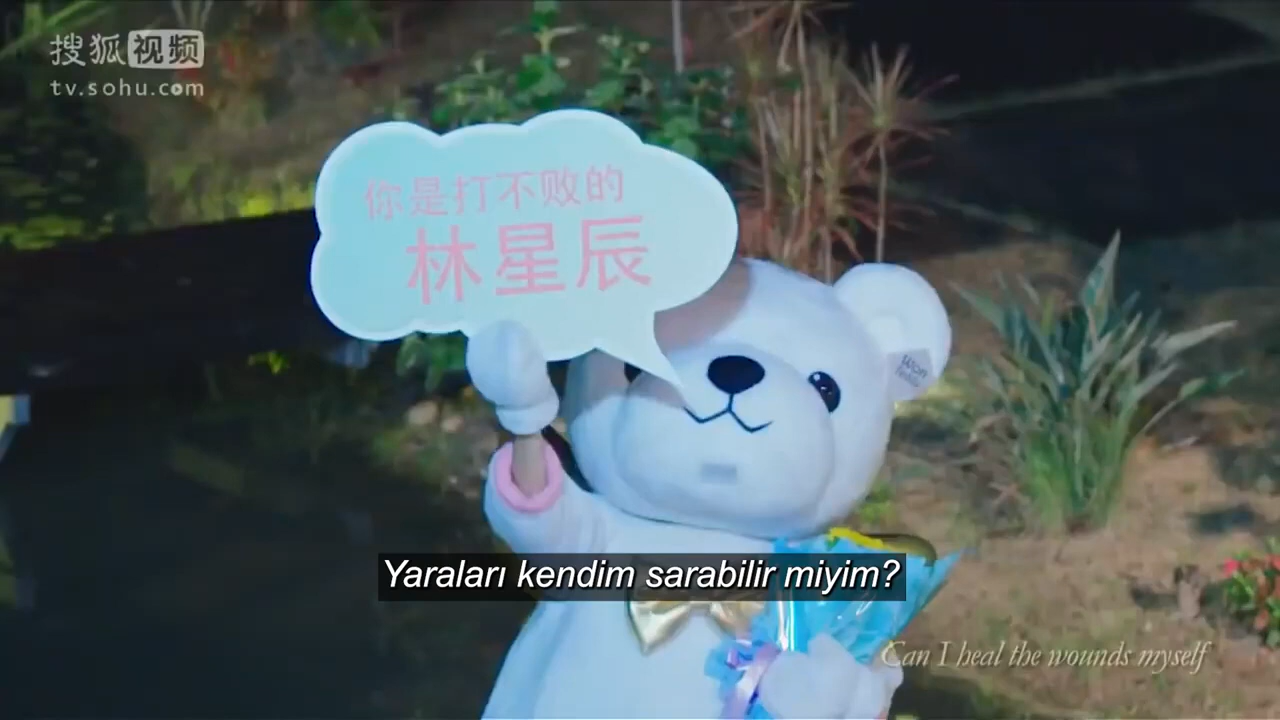 搜狐视频
tv.sohu.com
你是打不败的
林星辰
Yaraları kendim sarabilir miyim?
Can I heal the wounds myself